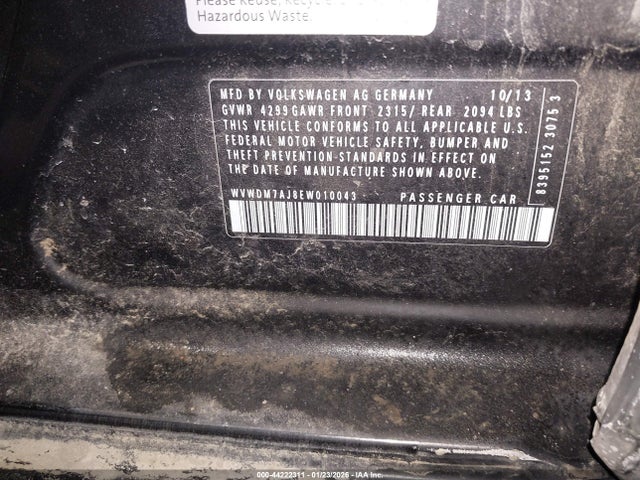 Please Reuse, Recycle
Hazardous Waste.
MFD BY VOLKSWAGEN AG GERMANY 10/13
GVWR 4299 GAWR FRONT 2315/ REAR 2094 LBS
THIS VEHICLE CONFORMS TO ALL APPLICABLE U.S.
FEDERAL MOTOR VEHICLE SAFETY, BUMPER AND
THEFT PREVENTION-STANDARDS IN EFFECT ON
THE DATE OF MANUFACTURE SHOWN ABOVE.
WVWDM7AJ8EW010043 PASSENGER CAR
8395152 3075 3
000-44222311 - 01/23/2026 - IAAI.COM